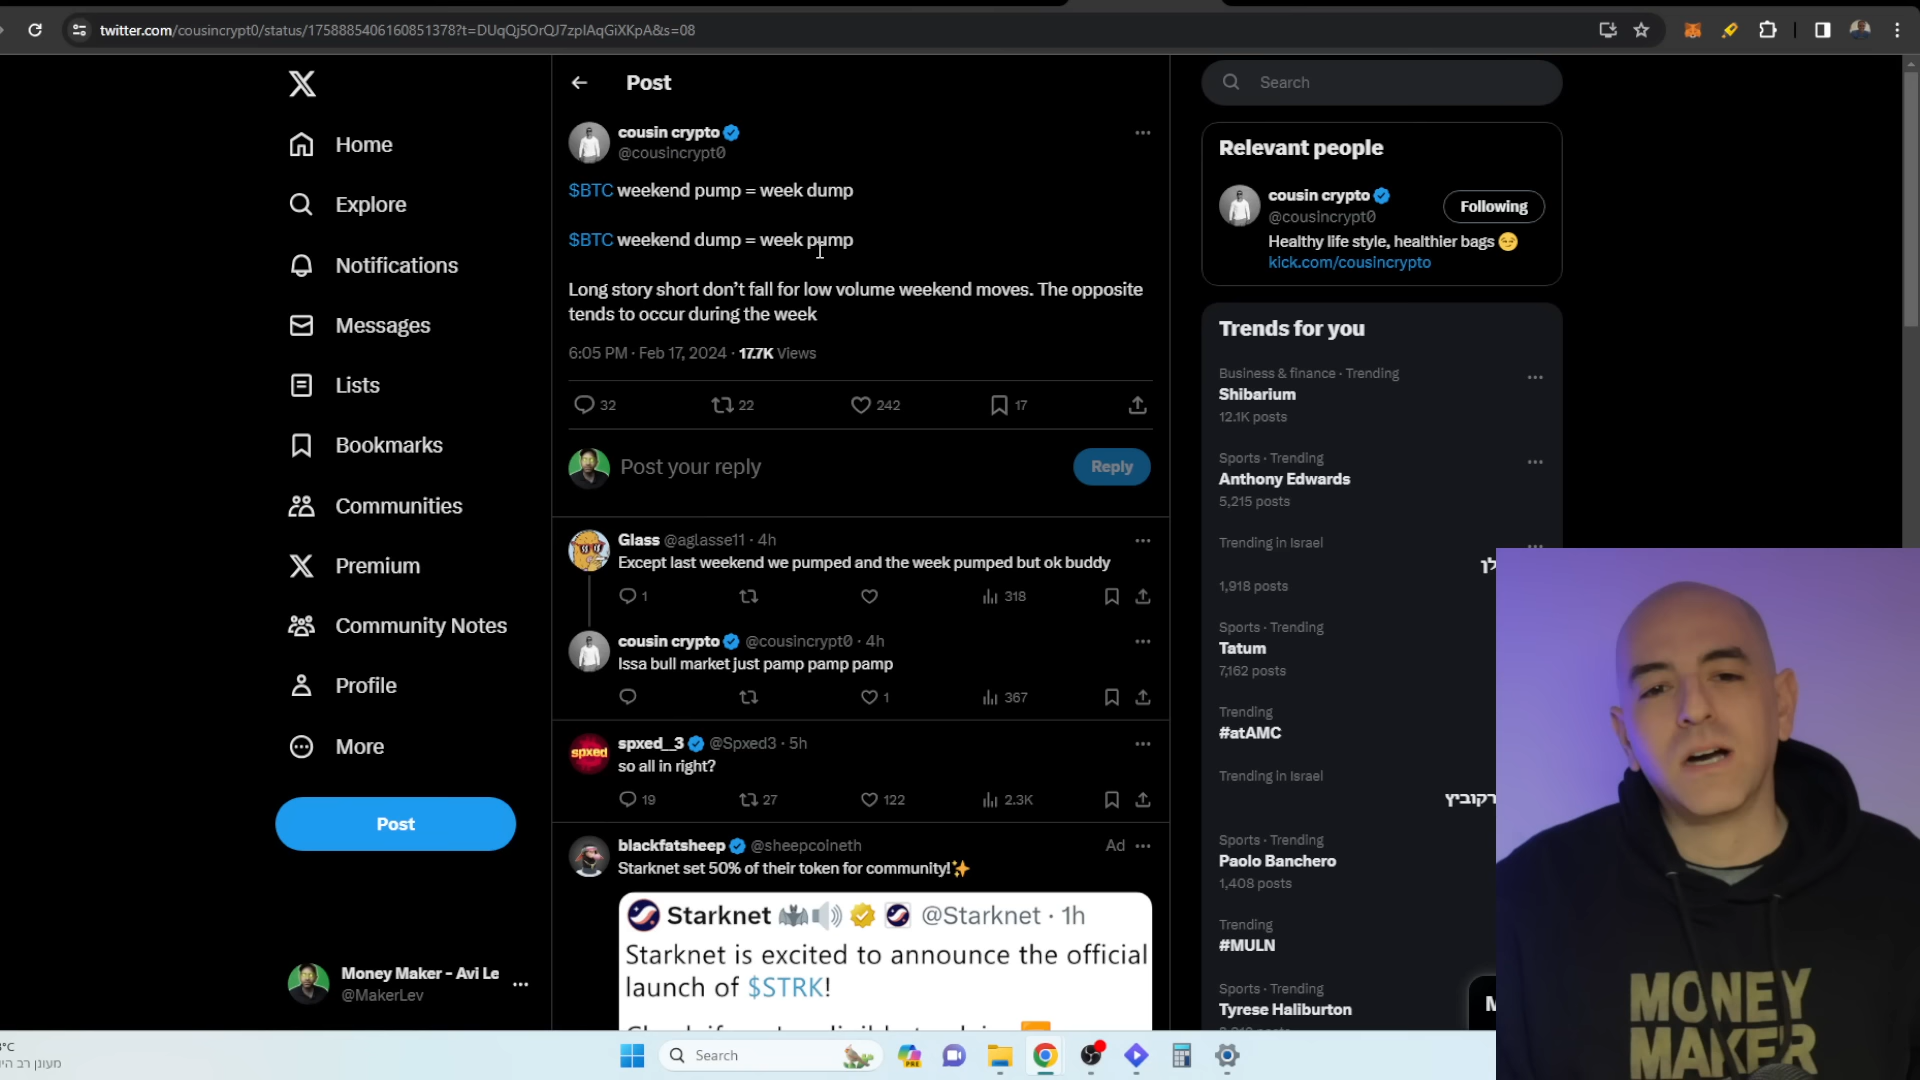 twitter.com/cousincrypt0/status/1758885406160851378?t=DUqQj5OrQJ7zpIAqGiXKpA&s=08
Home
Explore
Notifications
Messages
Lists
Bookmarks
Communities
Premium
Community Notes
Profile
More
Post
Money Maker - Avi Le
@MakerLev
Post
cousin crypto
@cousincrypt0
$BTC weekend pump = week dump
$BTC weekend dump = week pump
Long story short don't fall for low volume weekend moves. The opposite
tends to occur during the week
6:05 PM · Feb 17, 2024 · 17.7K Views
32 22 242 17
Post your reply
Reply
Glass @aglasse11 · 4h
Except last weekend we pumped and the week pumped but ok buddy
1 318
cousin crypto @cousincrypt0 · 4h
Issa bull market just pamp pamp pamp
1 367
spxed_3 @Spxed3 · 5h
so all in right?
19 27 122 2.3K
blackfatsheep @sheepcoineth Ad
Starknet set 50% of their token for community!✨
Starknet @Starknet · 1h
Starknet is excited to announce the official
launch of $STRK!
Search
Relevant people
cousin crypto
@cousincrypt0
Following
Healthy life style, healthier bags 😏
kick.com/cousincrypto
Trends for you
Business & finance · Trending
Shibarium
12.1K posts
Sports · Trending
Anthony Edwards
5,215 posts
Trending in Israel
לן
1,918 posts
Sports · Trending
Tatum
7,162 posts
Trending
#atAMC
Trending in Israel
רקוביץ
Sports · Trending
Paolo Banchero
1,408 posts
Trending
#MULN
Sports · Trending
Tyrese Haliburton
MONEY
MAKER
Search
מעונן רב הי